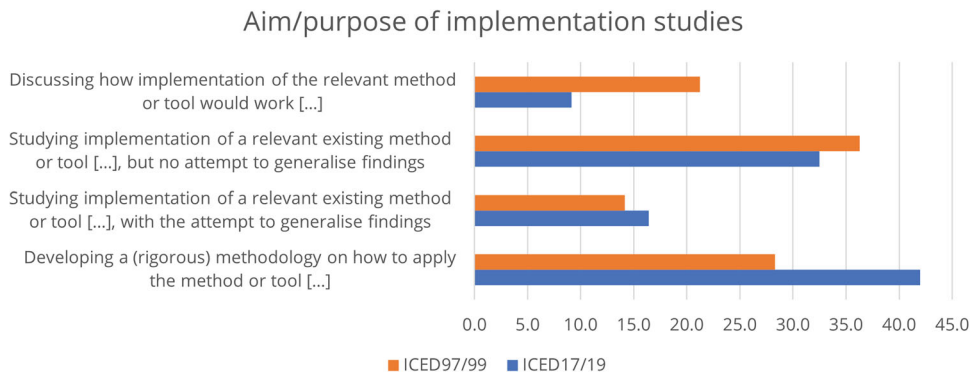 Aim/purpose of implementation studies
Discussing how implementation of the relevant method
or tool would work [...]
Studying implementation of a relevant existing method
or tool [...], but no attempt to generalise findings
Studying implementation of a relevant existing method
or tool [...], with the attempt to generalise findings
Developing a (rigorous) methodology on how to apply
the method or tool [...]
0.0 5.0 10.0 15.0 20.0 25.0 30.0 35.0 40.0 45.0
ICED97/99 ICED17/19